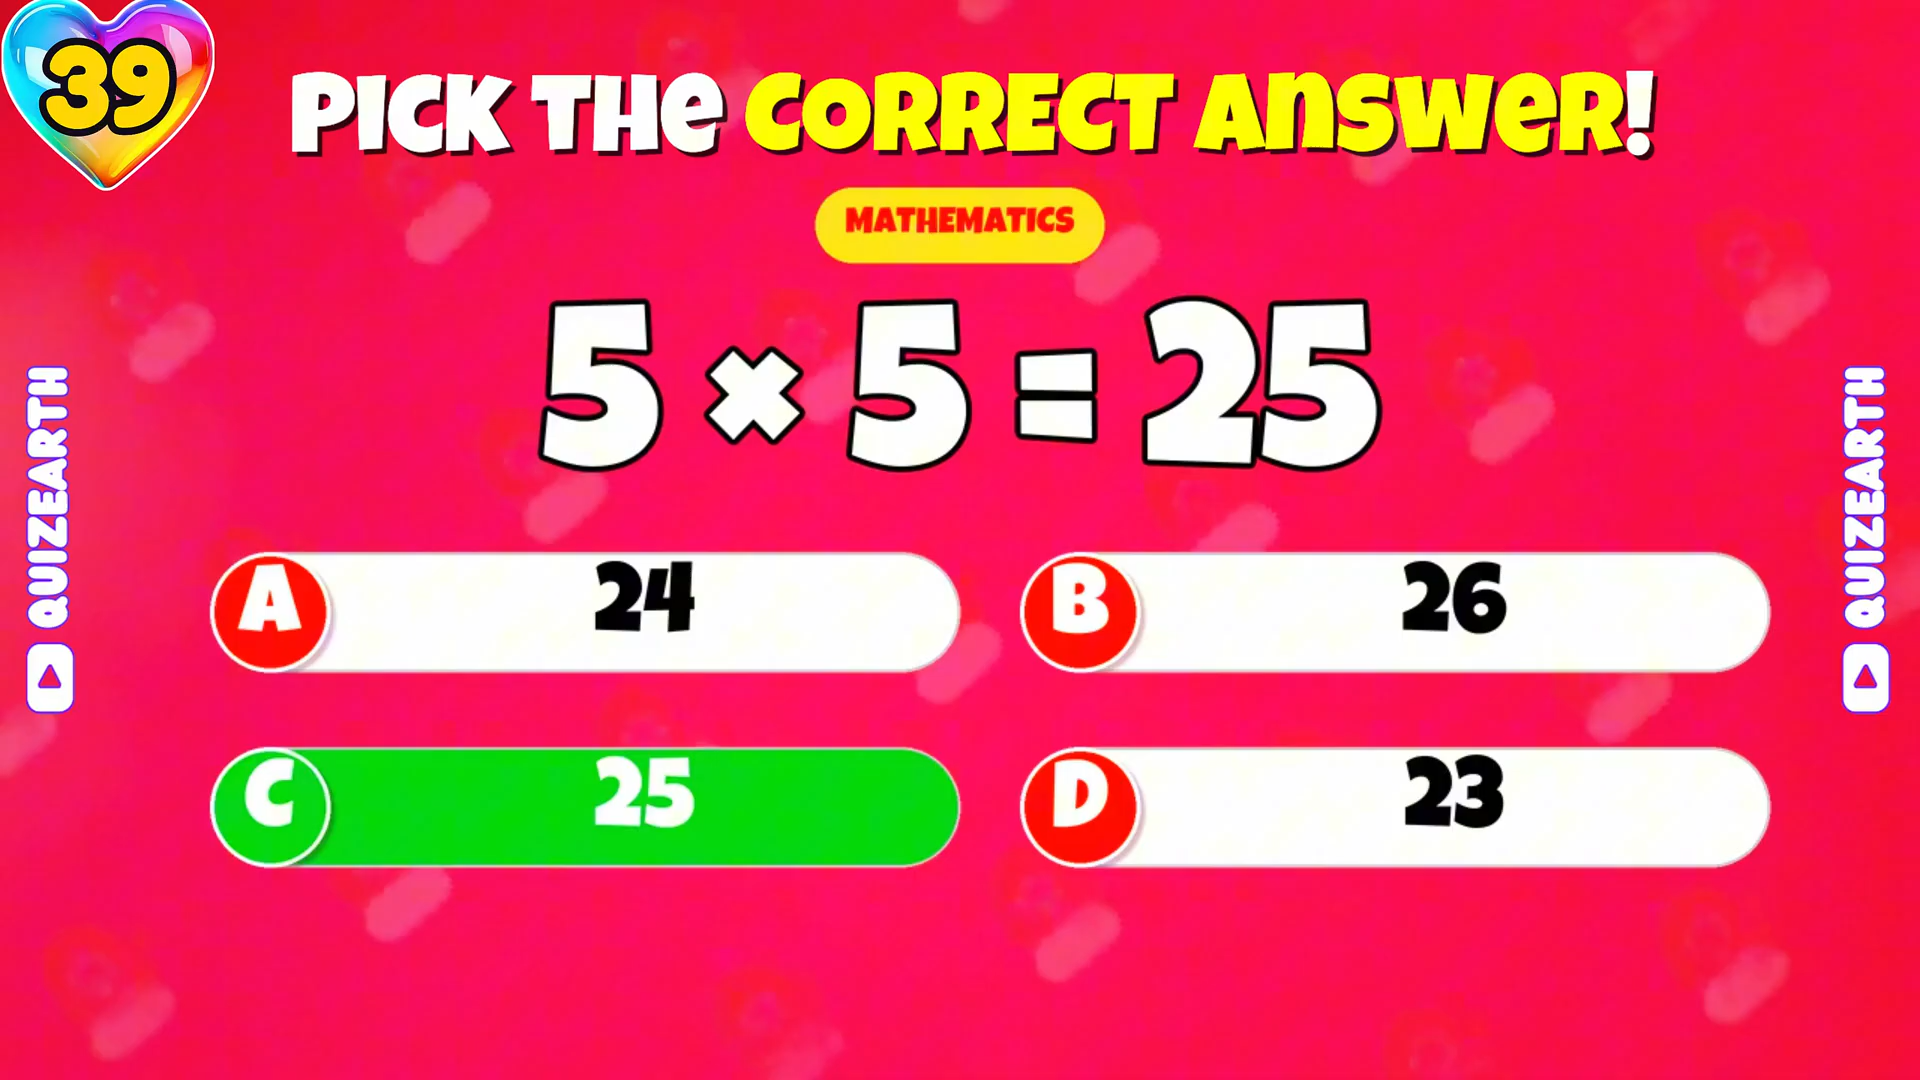 39
PICK THE CORRECT ANSWER!
MATHEMATICS
5 × 5 = 25
A 24
B 26
C 25
D 23
QUIZEARTH
QUIZEARTH